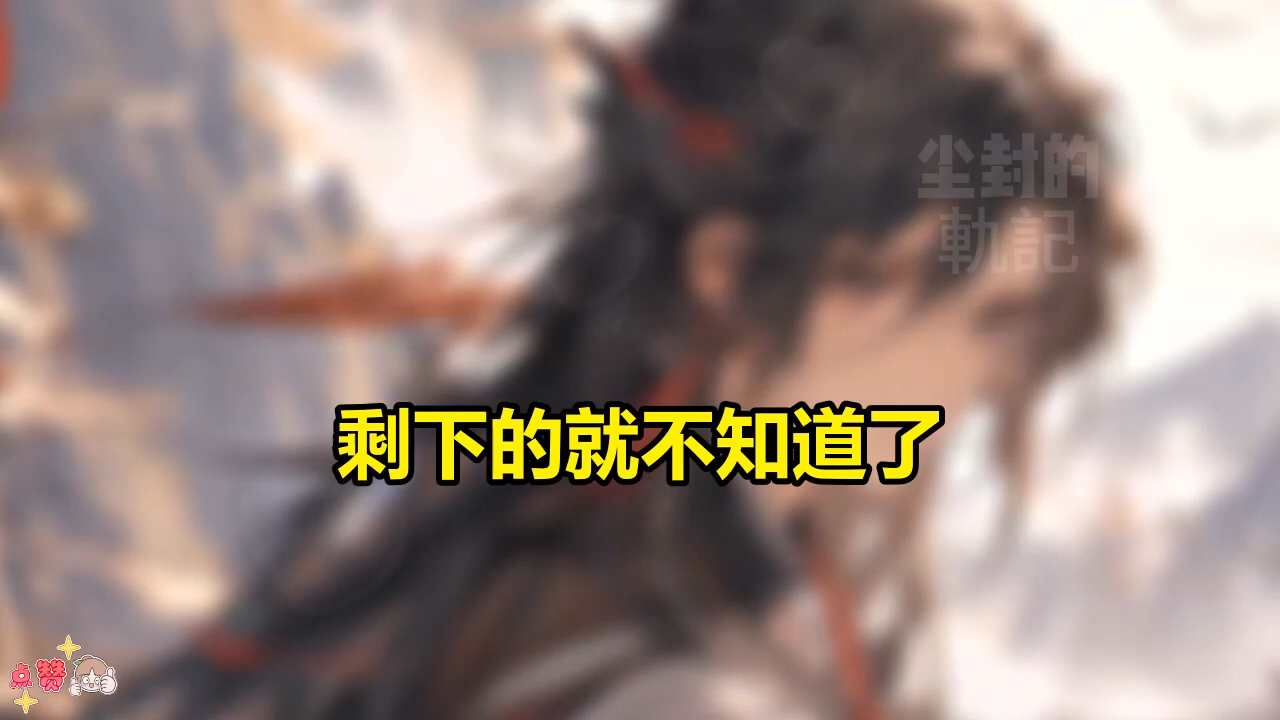 尘封的
軌記
剩下的就不知道了
点赞